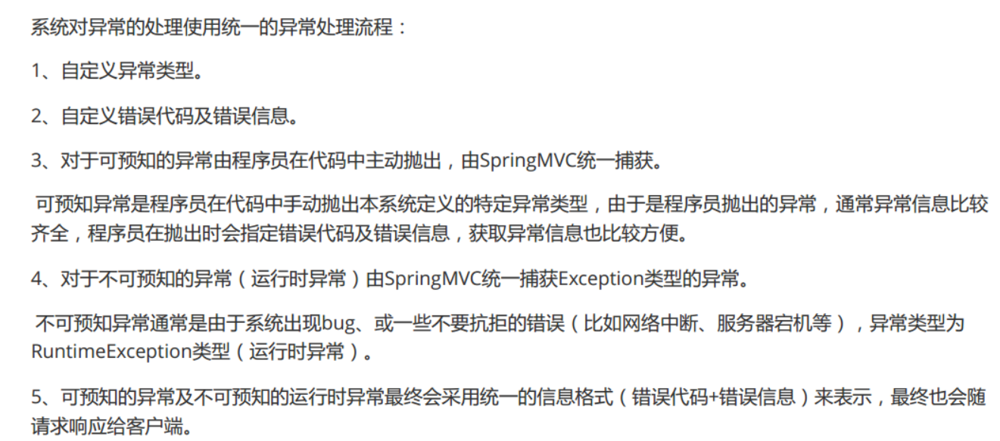 系统对异常的处理使用统一的异常处理流程：
1、自定义异常类型。
2、自定义错误代码及错误信息。
3、对于可预知的异常由程序员在代码中主动抛出，由SpringMVC统一捕获。
可预知异常是程序员在代码中手动抛出本系统定义的特定异常类型，由于是程序员抛出的异常，通常异常信息比较
齐全，程序员在抛出时会指定错误代码及错误信息，获取异常信息也比较方便。
4、对于不可预知的异常（运行时异常）由SpringMVC统一捕获Exception类型的异常。
不可预知异常通常是由于系统出现bug、或一些不要抗拒的错误（比如网络中断、服务器宕机等），异常类型为
RuntimeException类型（运行时异常）。
5、可预知的异常及不可预知的运行时异常最终会采用统一的信息格式（错误代码+错误信息）来表示，最终也会随
请求响应给客户端。